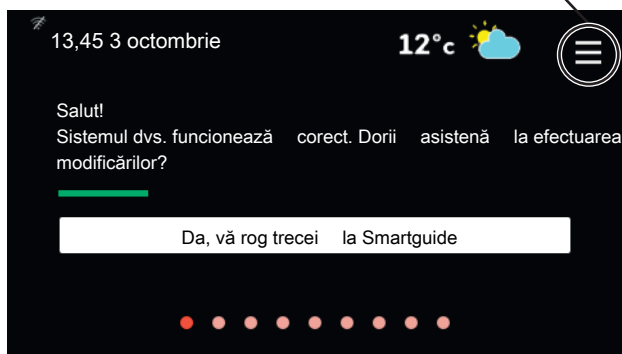 13,45 3 octombrie
12°c
Salut!
Sistemul dvs. funcționează corect. Dorii asistenă la efectuarea
modificărilor?
Da, vă rog trecei la Smartguide